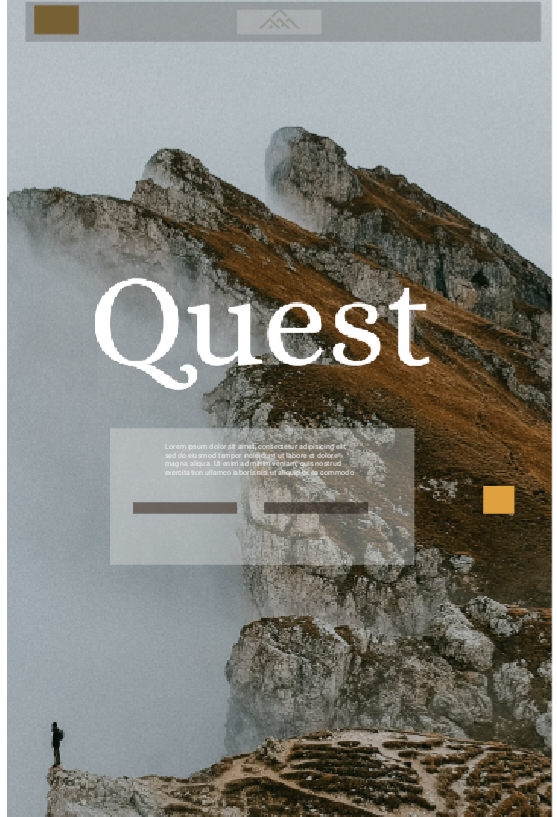 Quest
Lorem ipsum dolor sit amet, consectetur adipisicing elit,
sed do eiusmod tempor incididunt ut labore et dolore
magna aliqua. Ut enim ad minim veniam, quis nostrud
exercitation ullamco laboris nisi ut aliquip ex ea commodo